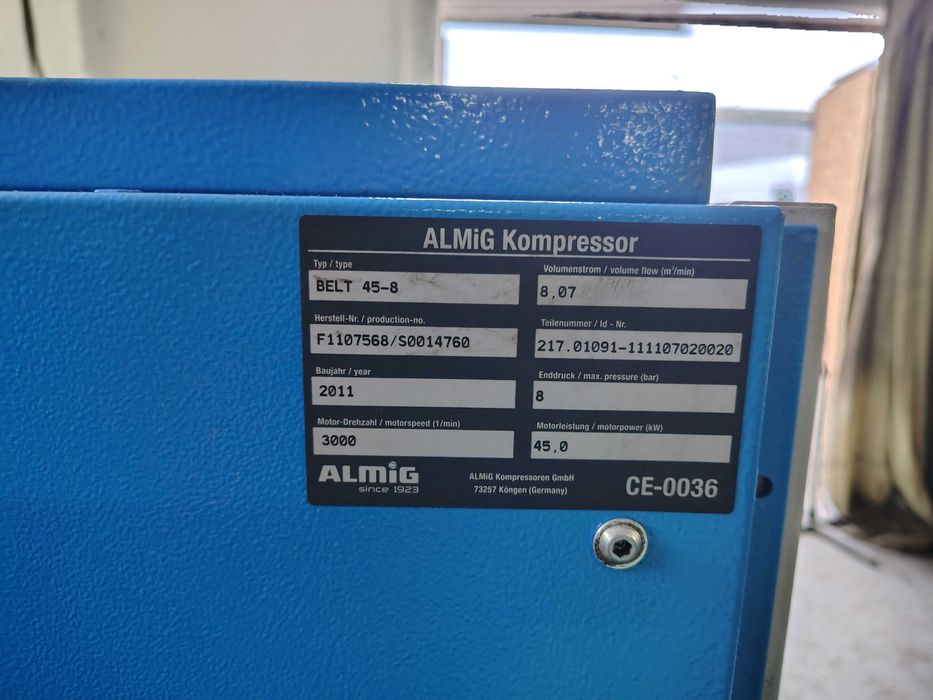 ALMiG Kompressor
Typ / type
BELT 45-8
Volumenstrom / volume flow (m³/min)
8,07
Herstell-Nr. / production-no.
F1107568/S0014760
Teilenummer / Id - Nr.
217.01091-111107020020
Baujahr / year
2011
Enddruck / max. pressure (bar)
8
Motor-Drehzahl / motorspeed (1/min)
3000
Motorleistung / motorpower (kW)
45,0
ALMiG
since 1923
ALMiG Kompressoren GmbH
73257 Köngen (Germany)
CE-0036